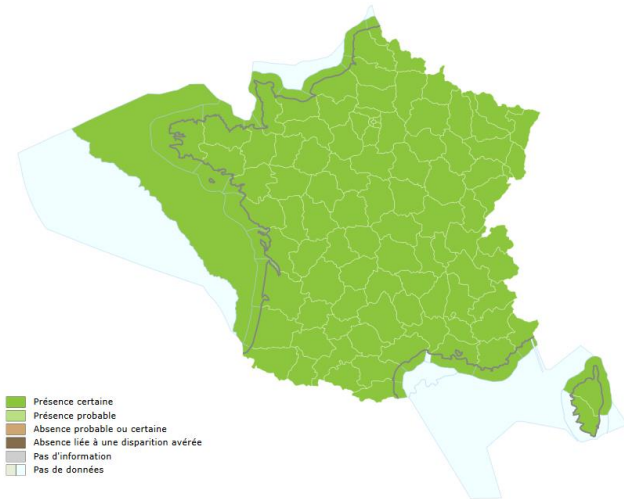 Présence certaine
Présence probable
Absence probable ou certaine
Absence liée à une disparition avérée
Pas d'information
Pas de données